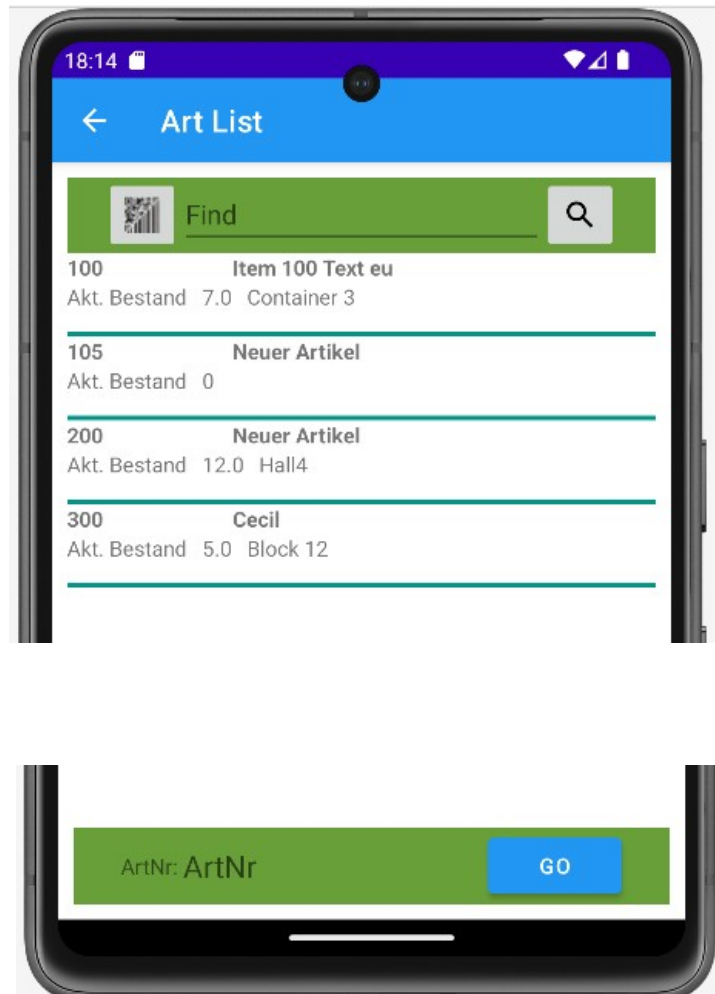 18:14
Art List
Find
100 Item 100 Text eu
Akt. Bestand 7.0 Container 3
105 Neuer Artikel
Akt. Bestand 0
200 Neuer Artikel
Akt. Bestand 12.0 Hall4
300 Cecil
Akt. Bestand 5.0 Block 12
ArtNr: ArtNr GO